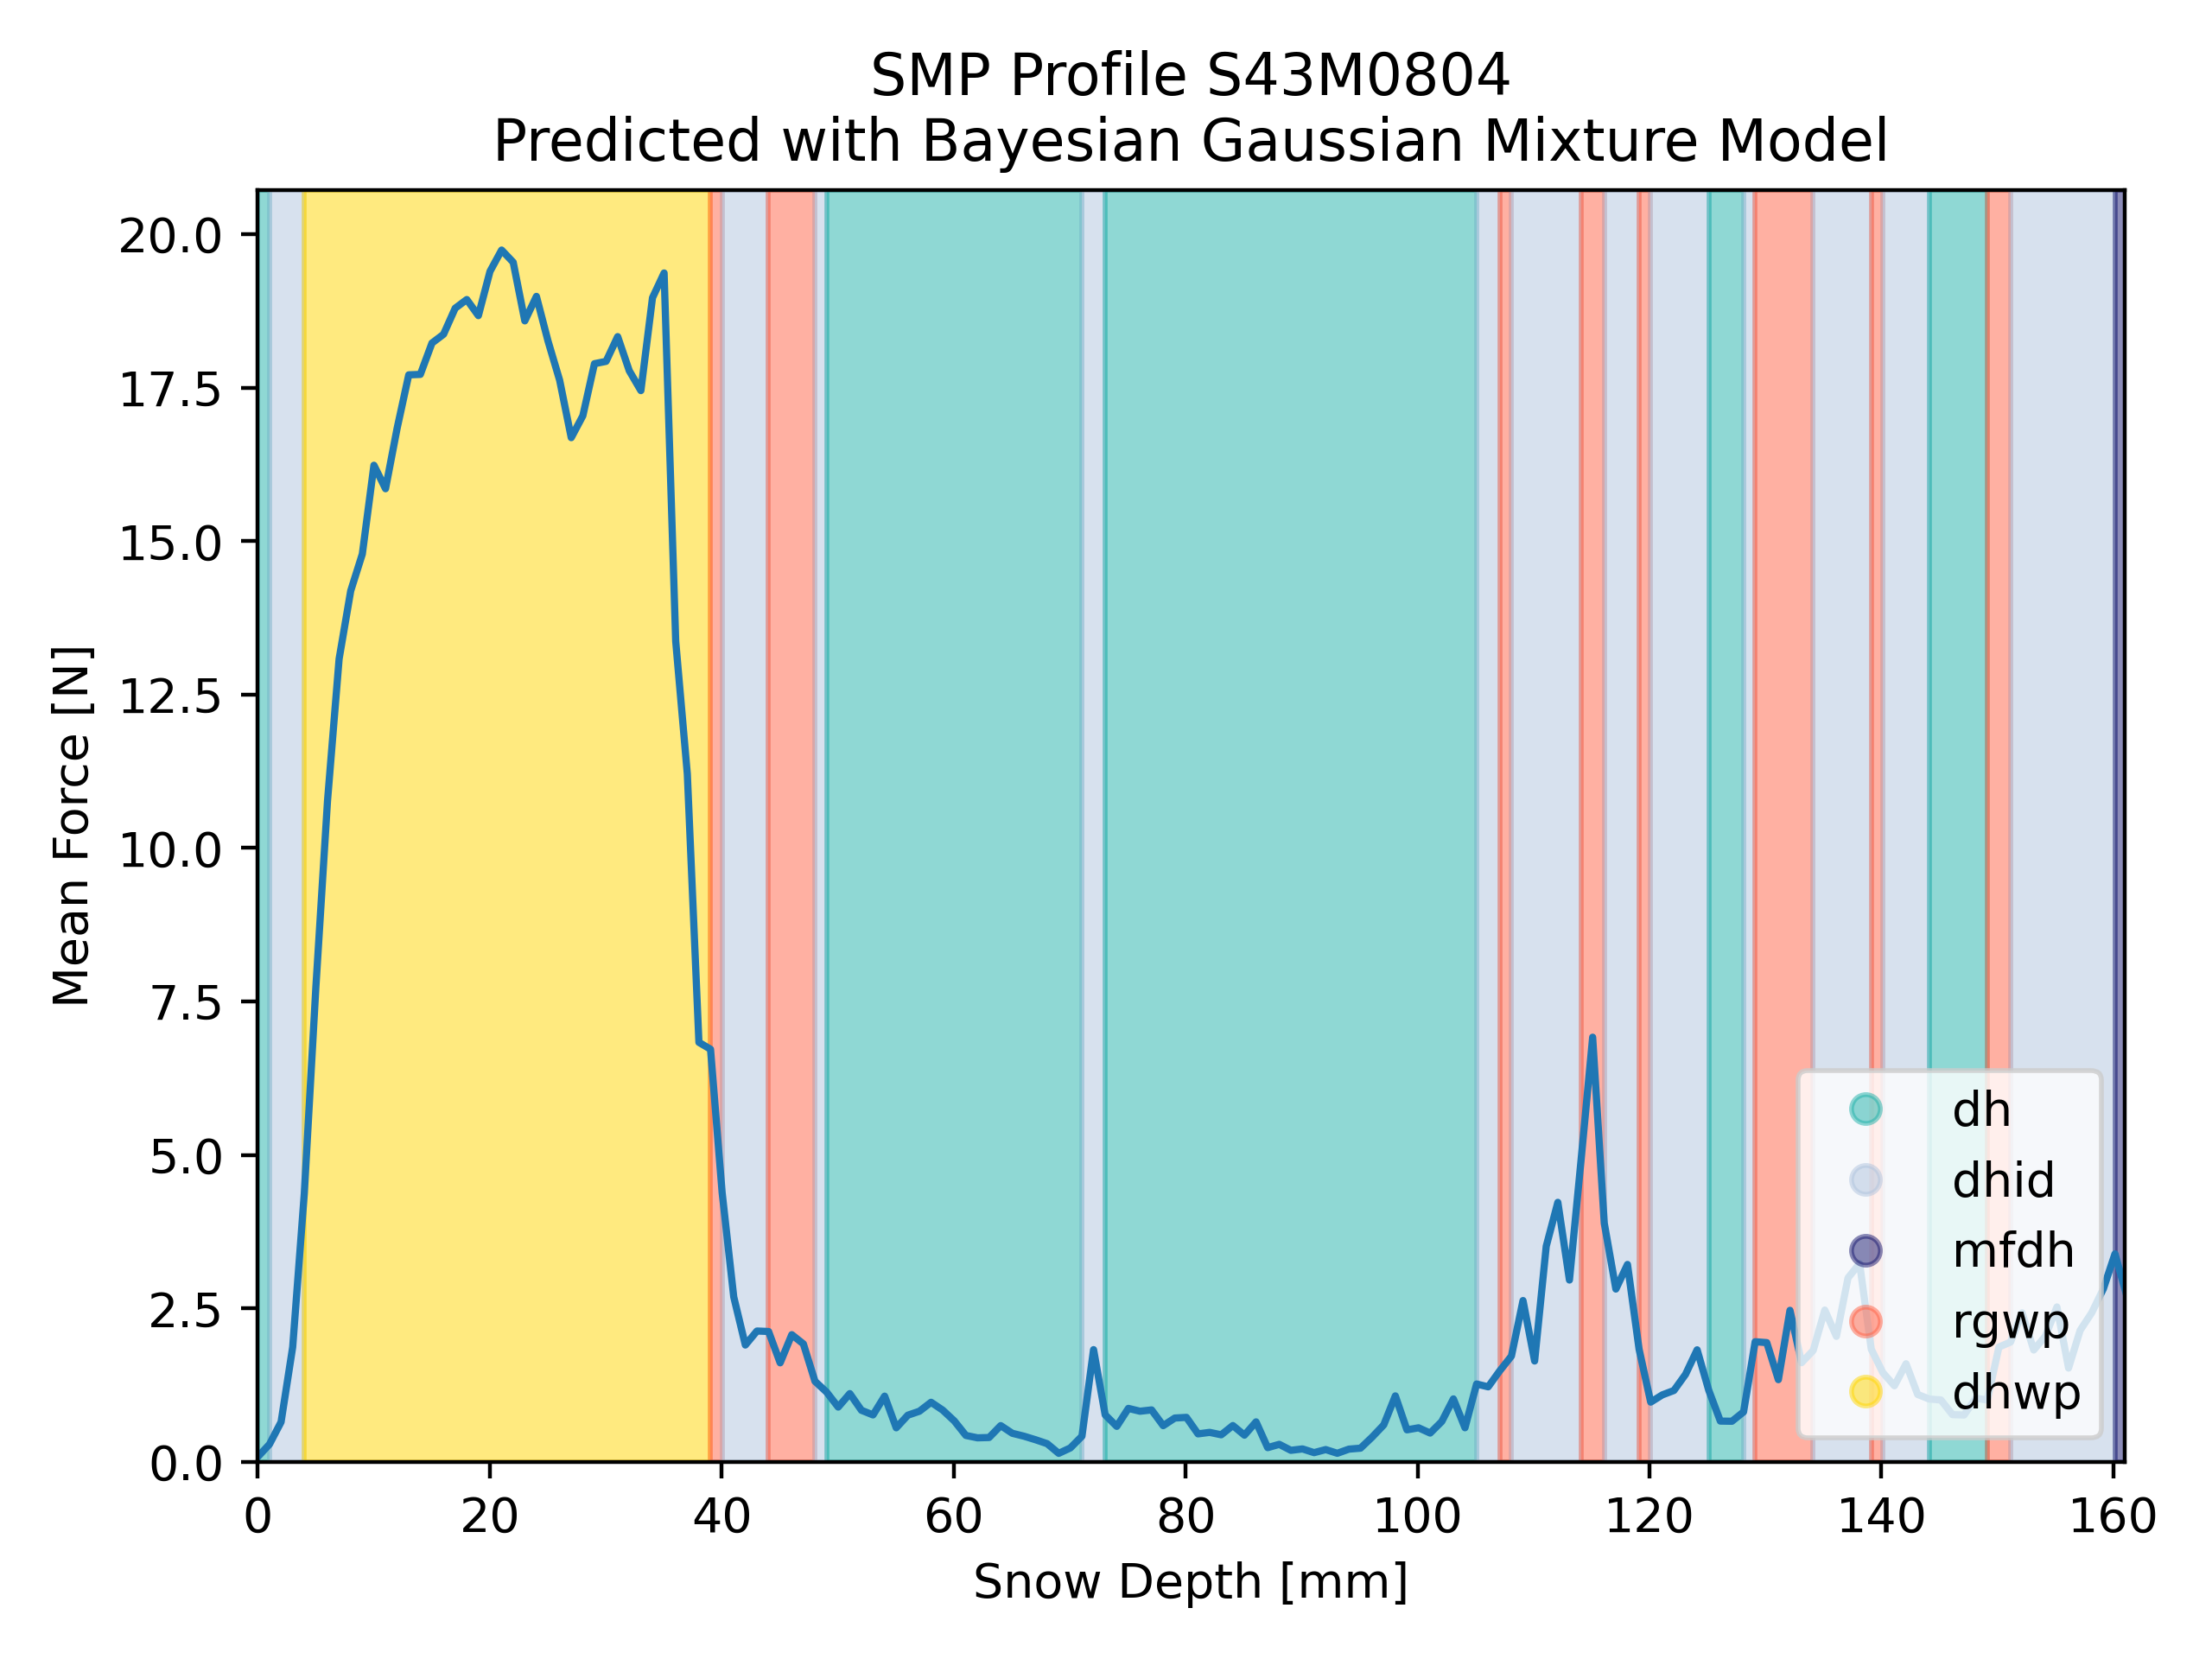 SMP Profile S43M0804
Predicted with Bayesian Gaussian Mixture Model
Mean Force [N]
20.0
17.5
15.0
12.5
10.0
7.5
5.0
2.5
0.0
dh
dhid
mfdh
rgwp
dhwp
0 20 40 60 80 100 120 140 160
Snow Depth [mm]